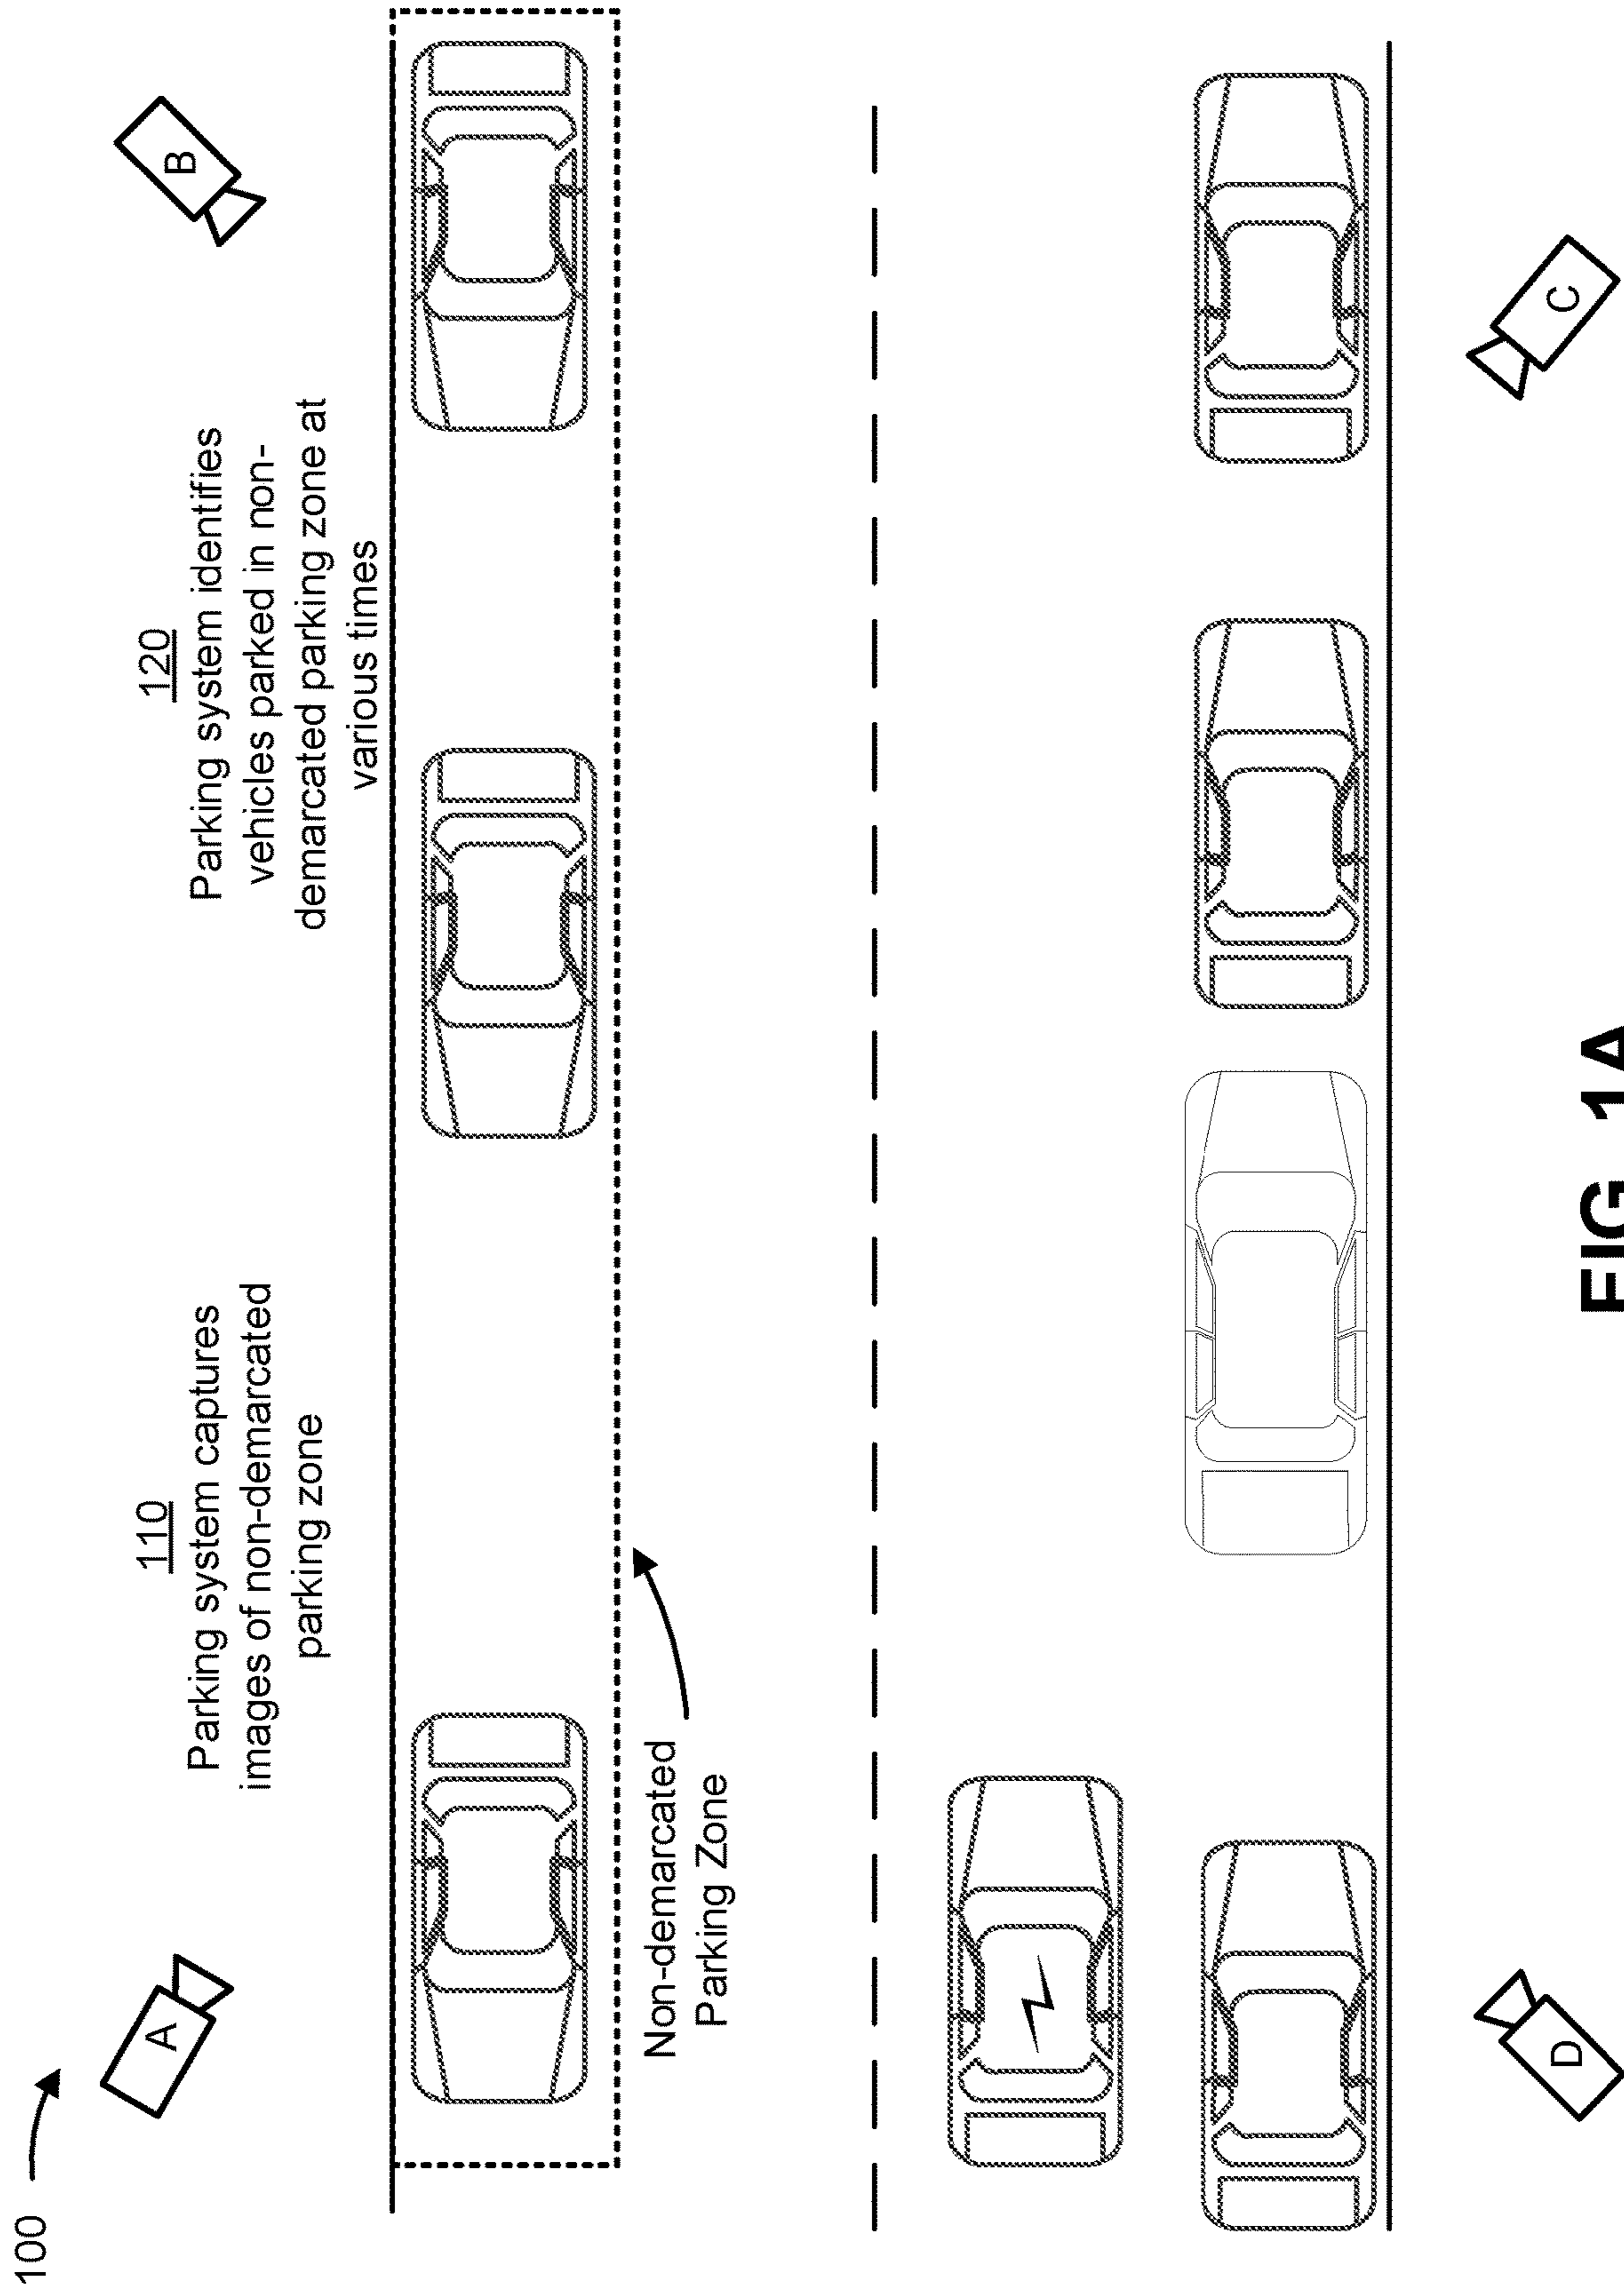 100
A
110
Parking system captures
images of non-demarcated
parking zone
120
Parking system identifies
vehicles parked in non-
demarcated parking zone at
various times
B
Non-demarcated
Parking Zone
D
C
FIG. 1A